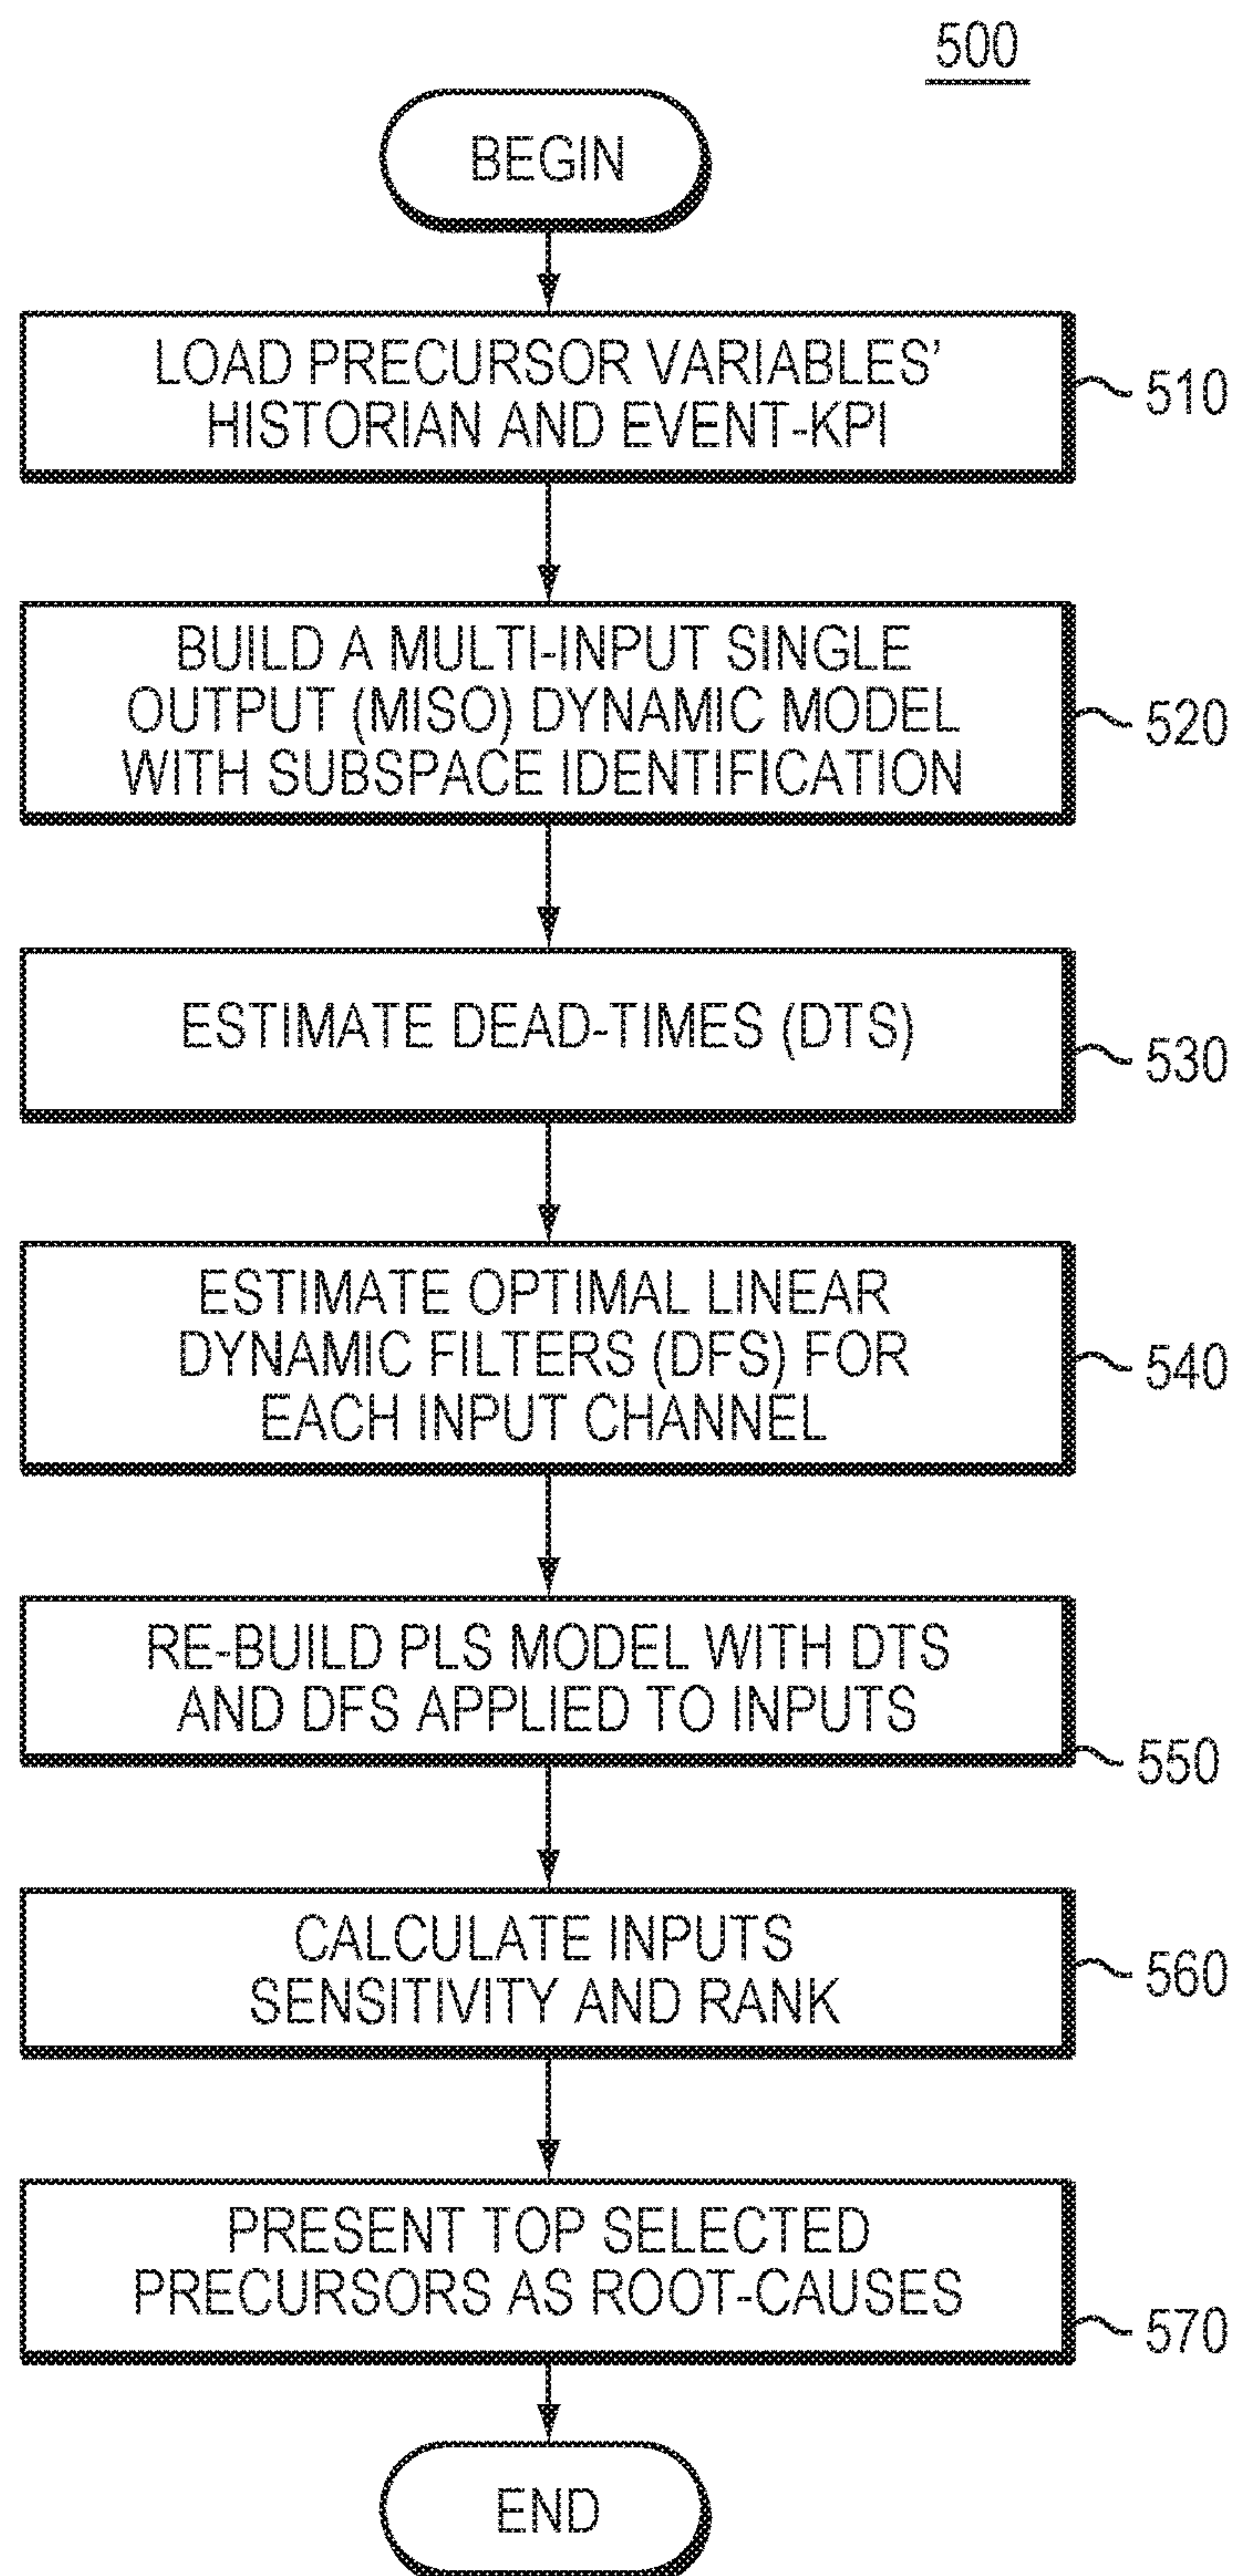 500
BEGIN
LOAD PRECURSOR VARIABLES'
HISTORIAN AND EVENT-KPI
510
BUILD A MULTI-INPUT SINGLE
OUTPUT (MISO) DYNAMIC MODEL
WITH SUBSPACE IDENTIFICATION
520
ESTIMATE DEAD-TIMES (DTS)
530
ESTIMATE OPTIMAL LINEAR
DYNAMIC FILTERS (DFS) FOR
EACH INPUT CHANNEL
540
RE-BUILD PLS MODEL WITH DTS
AND DFS APPLIED TO INPUTS
550
CALCULATE INPUTS
SENSITIVITY AND RANK
560
PRESENT TOP SELECTED
PRECURSORS AS ROOT-CAUSES
570
END